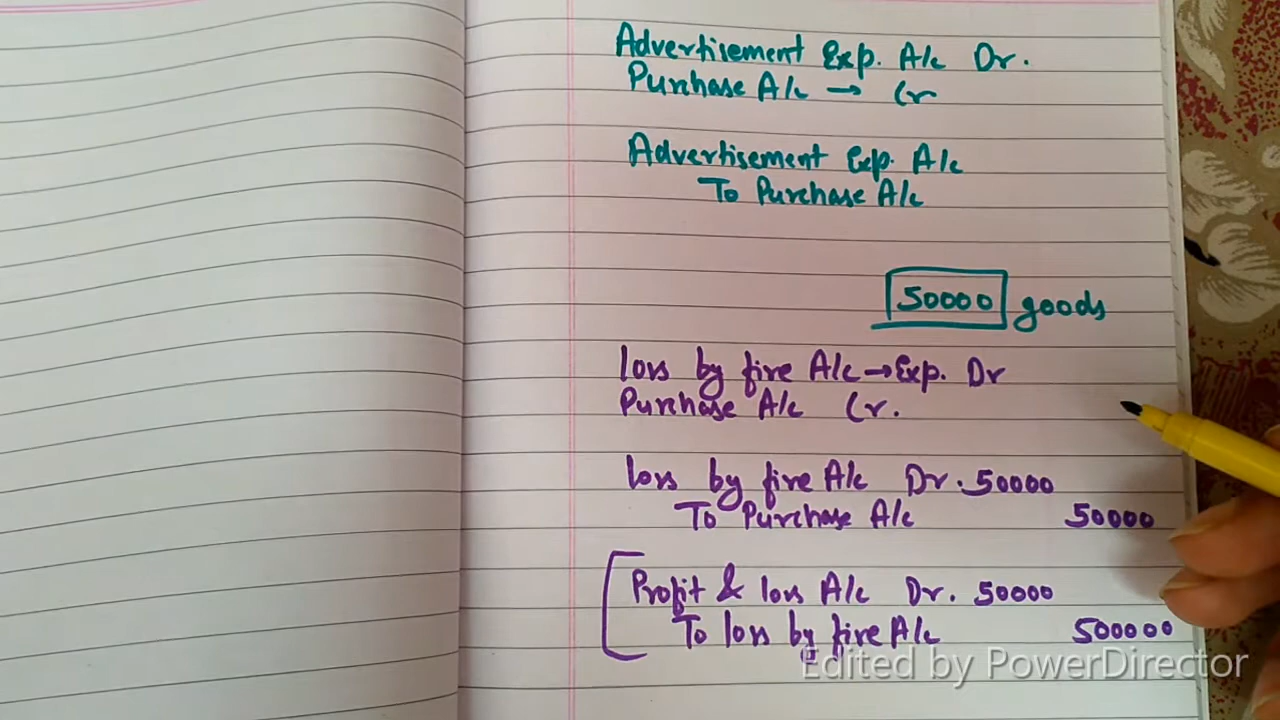 Advertisement Exp. A/c Dr.
Purchase A/c → Cr
Advertisement Exp. A/c
To Purchase A/c
50000 goods
loss by fire A/c → Exp. Dr
Purchase A/c Cr.
loss by fire A/c Dr. 50000
To Purchase A/c 50000
Profit & loss A/c Dr. 50000
To loss by fire A/c 500000
Edited by PowerDirector